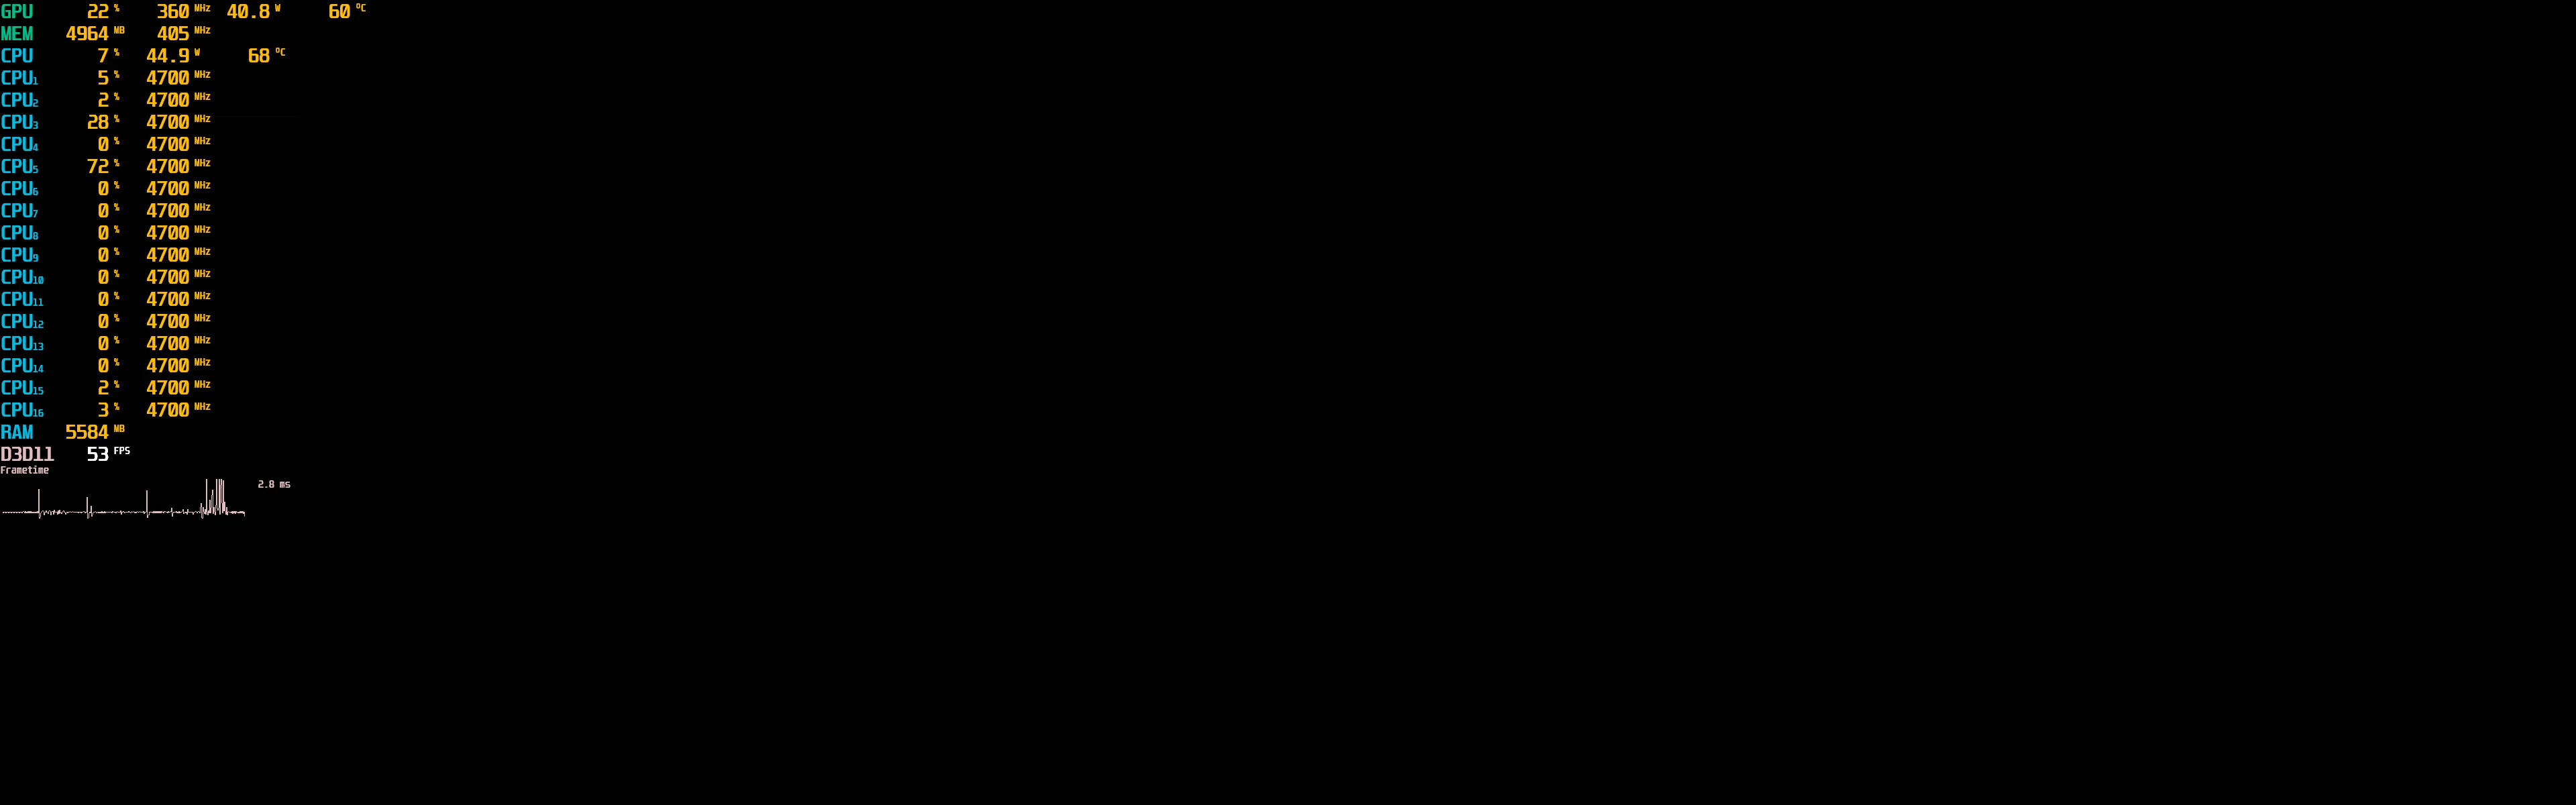 GPU 22 % 360 MHz 40.8 W 60 °C
MEM 4964 MB 405 MHz
CPU 7 % 44.9 W 68 °C
CPU1 5 % 4700 MHz
CPU2 2 % 4700 MHz
CPU3 28 % 4700 MHz
CPU4 0 % 4700 MHz
CPU5 72 % 4700 MHz
CPU6 0 % 4700 MHz
CPU7 0 % 4700 MHz
CPU8 0 % 4700 MHz
CPU9 0 % 4700 MHz
CPU10 0 % 4700 MHz
CPU11 0 % 4700 MHz
CPU12 0 % 4700 MHz
CPU13 0 % 4700 MHz
CPU14 0 % 4700 MHz
CPU15 2 % 4700 MHz
CPU16 3 % 4700 MHz
RAM 5584 MB
D3D11 53 FPS
Frametime
2.8 ms